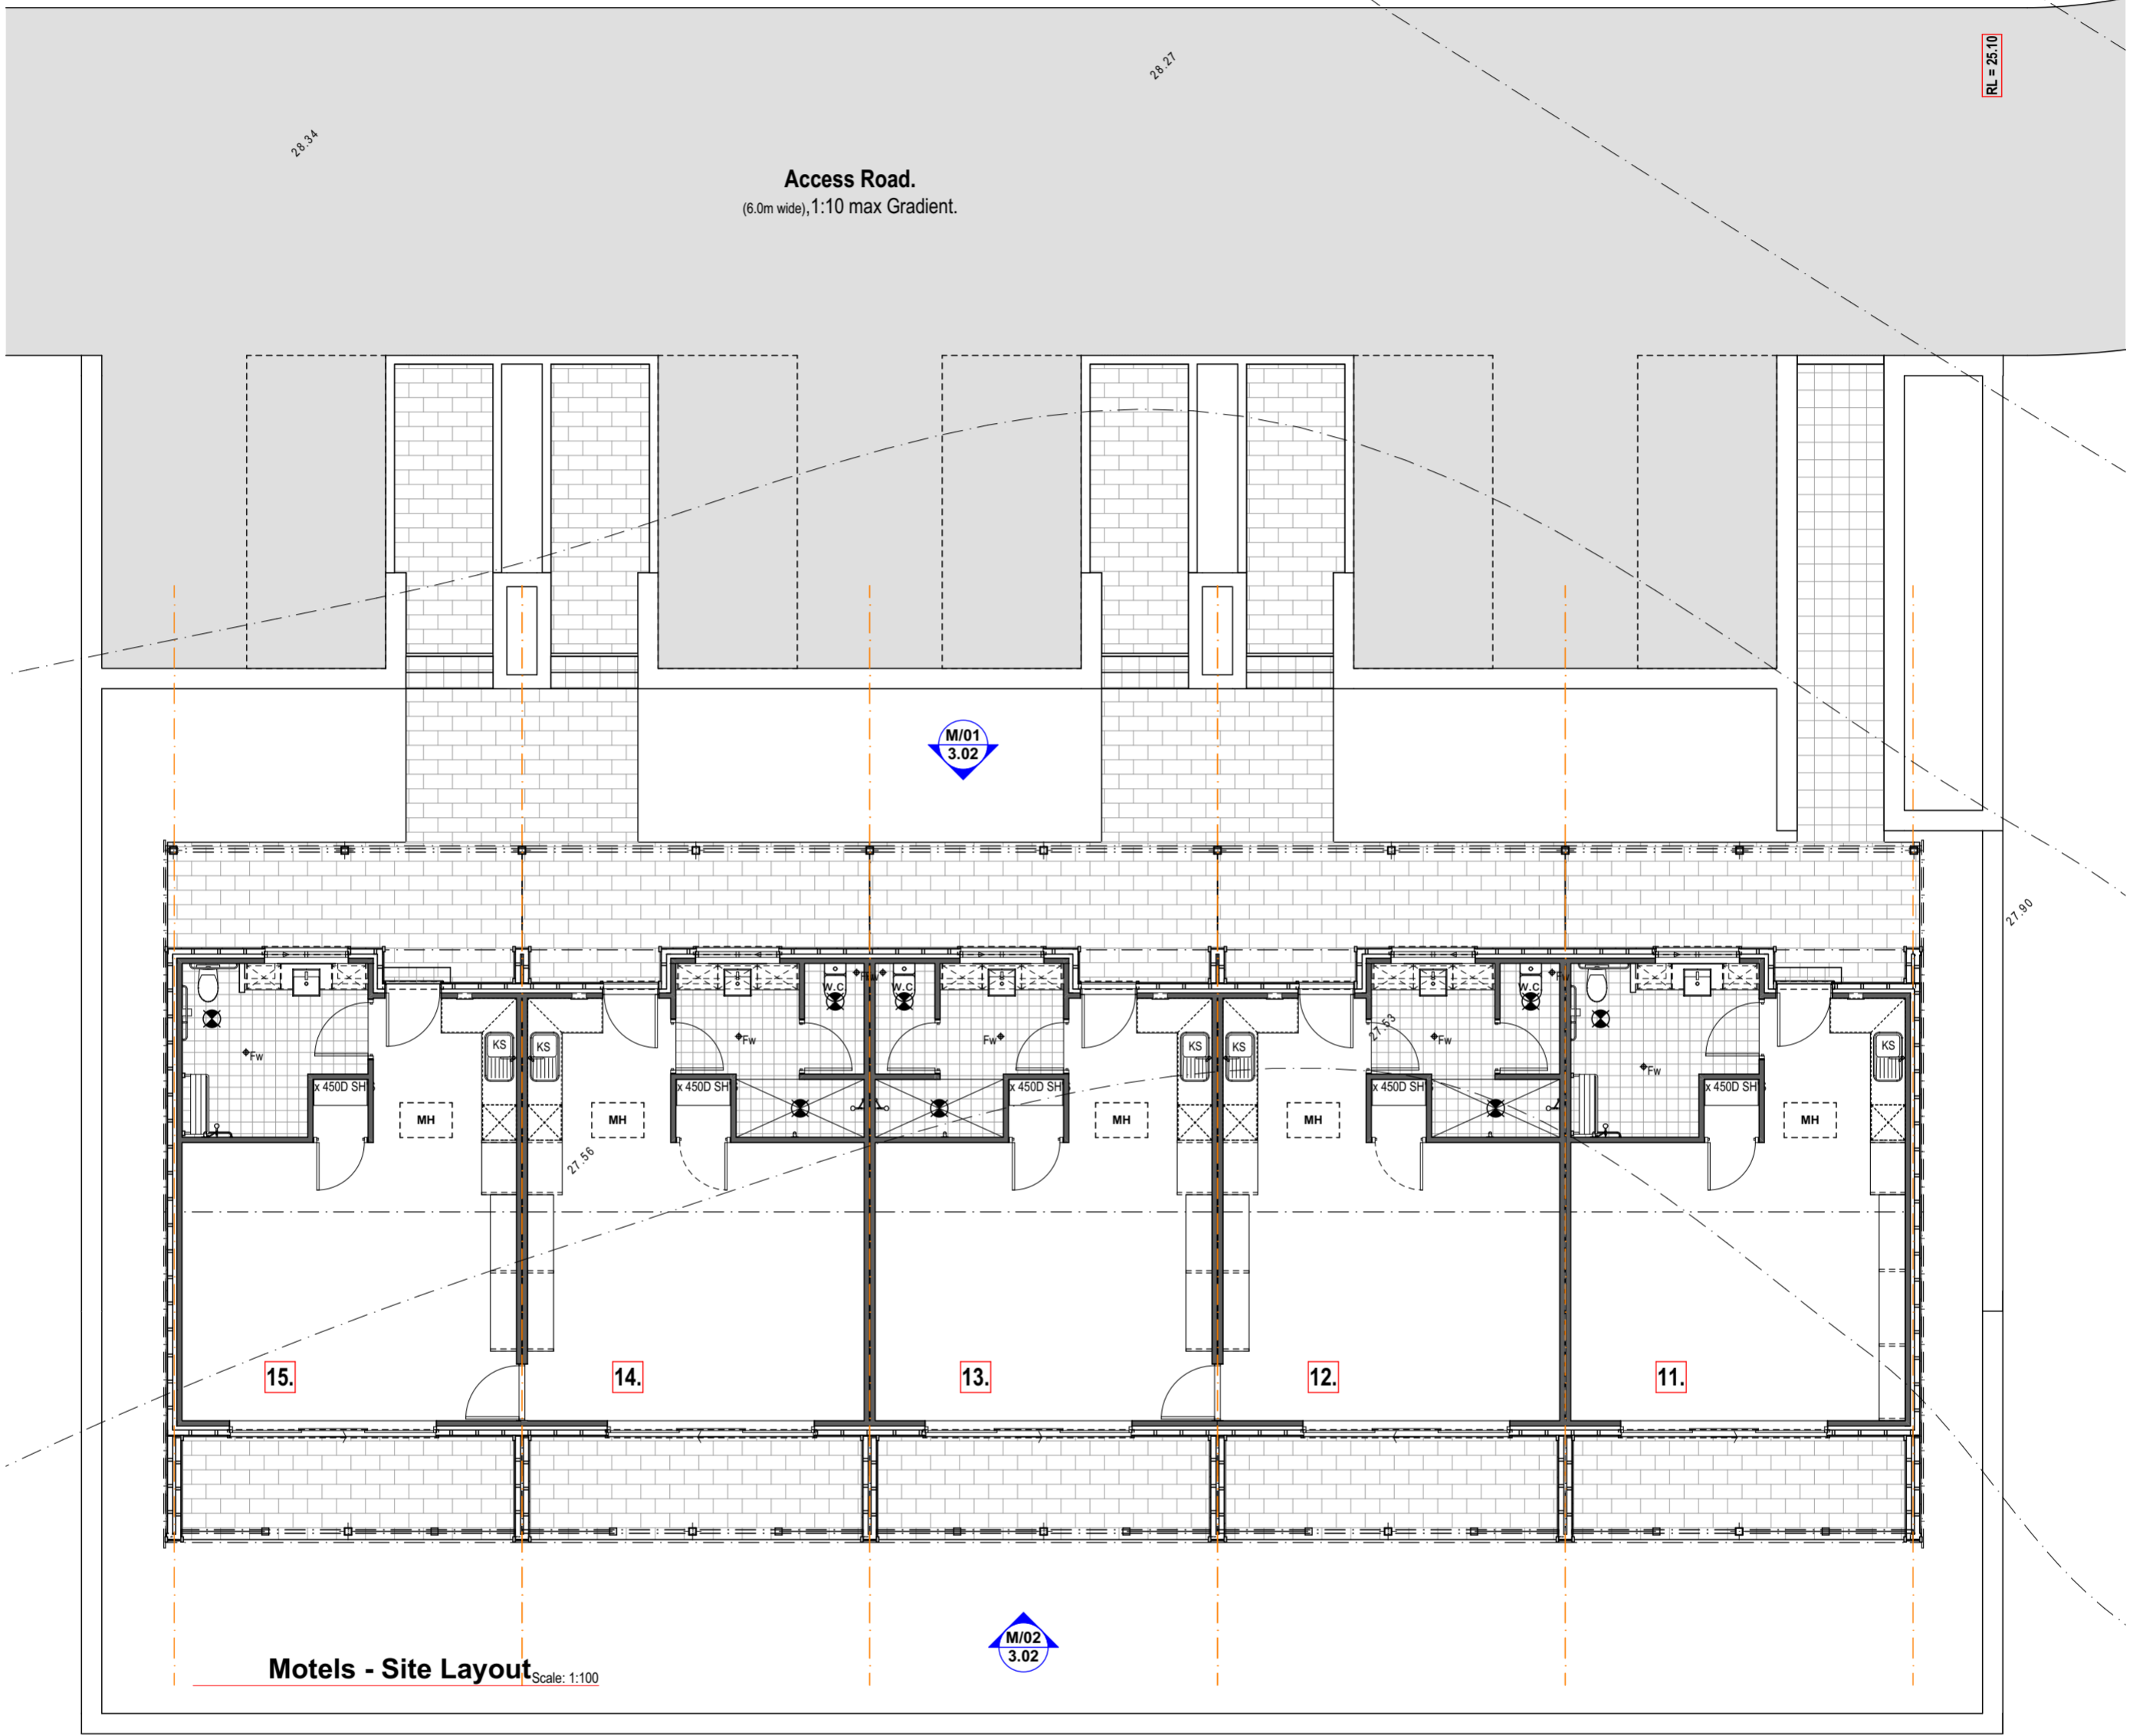 28.27
RL = 25.10
28.34
Access Road.
(6.0m wide),1:10 max Gradient.
M/01
3.02
27.90
W.C
Fw
W.C
W.C
Fw
27.53
Fw
KS
KS
Fw
Fw
KS
KS
Fw
Fw
KS
x 450D SH
x 450D SH
x 450D SH
x 450D SH
x 450D SH
MH
MH
MH
MH
MH
27.56
15.
14.
13.
12.
11.
M/02
3.02
Motels - Site Layout Scale: 1:100